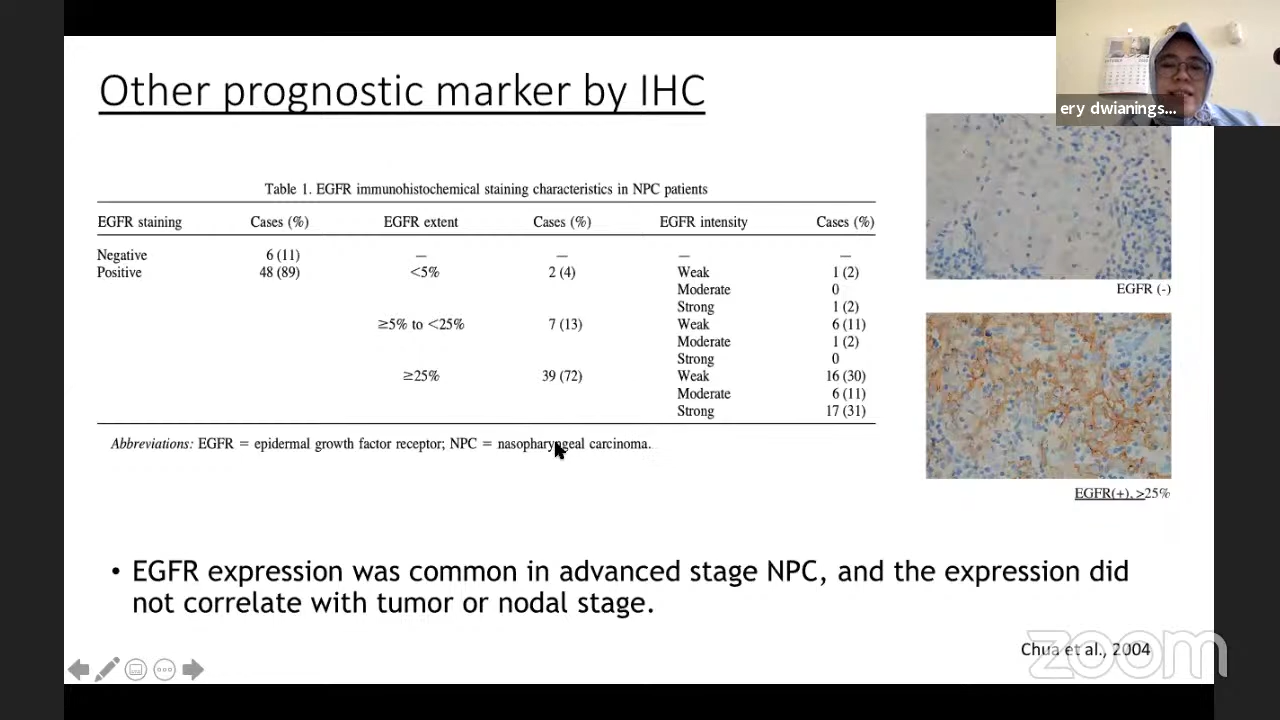 Other prognostic marker by IHC
ery dwianings...
Table 1. EGFR immunohistochemical staining characteristics in NPC patients
EGFR staining Cases (%) EGFR extent Cases (%) EGFR intensity Cases (%)
Negative 6 (11) — — — —
Positive 48 (89) <5% 2 (4) Weak 1 (2)
Moderate 0
Strong 1 (2)
≥5% to <25% 7 (13) Weak 6 (11)
Moderate 1 (2)
Strong 0
≥25% 39 (72) Weak 16 (30)
Moderate 6 (11)
Strong 17 (31)
Abbreviations: EGFR = epidermal growth factor receptor; NPC = nasopharyngeal carcinoma.
EGFR (-)
EGFR(+), >25%
• EGFR expression was common in advanced stage NPC, and the expression did
not correlate with tumor or nodal stage.
Chua et al., 2004
zoom